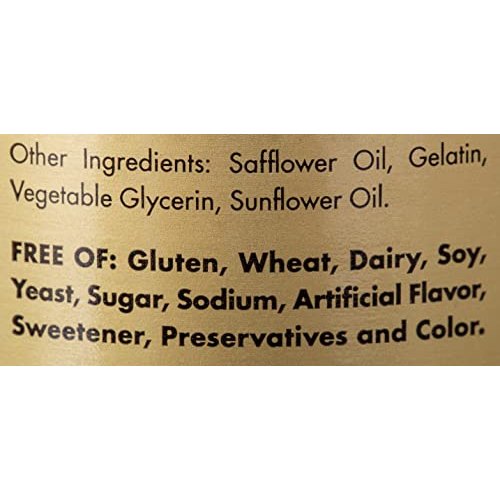 Other Ingredients: Safflower Oil, Gelatin,
Vegetable Glycerin, Sunflower Oil.
FREE OF: Gluten, Wheat, Dairy, Soy,
Yeast, Sugar, Sodium, Artificial Flavor,
Sweetener, Preservatives and Color.